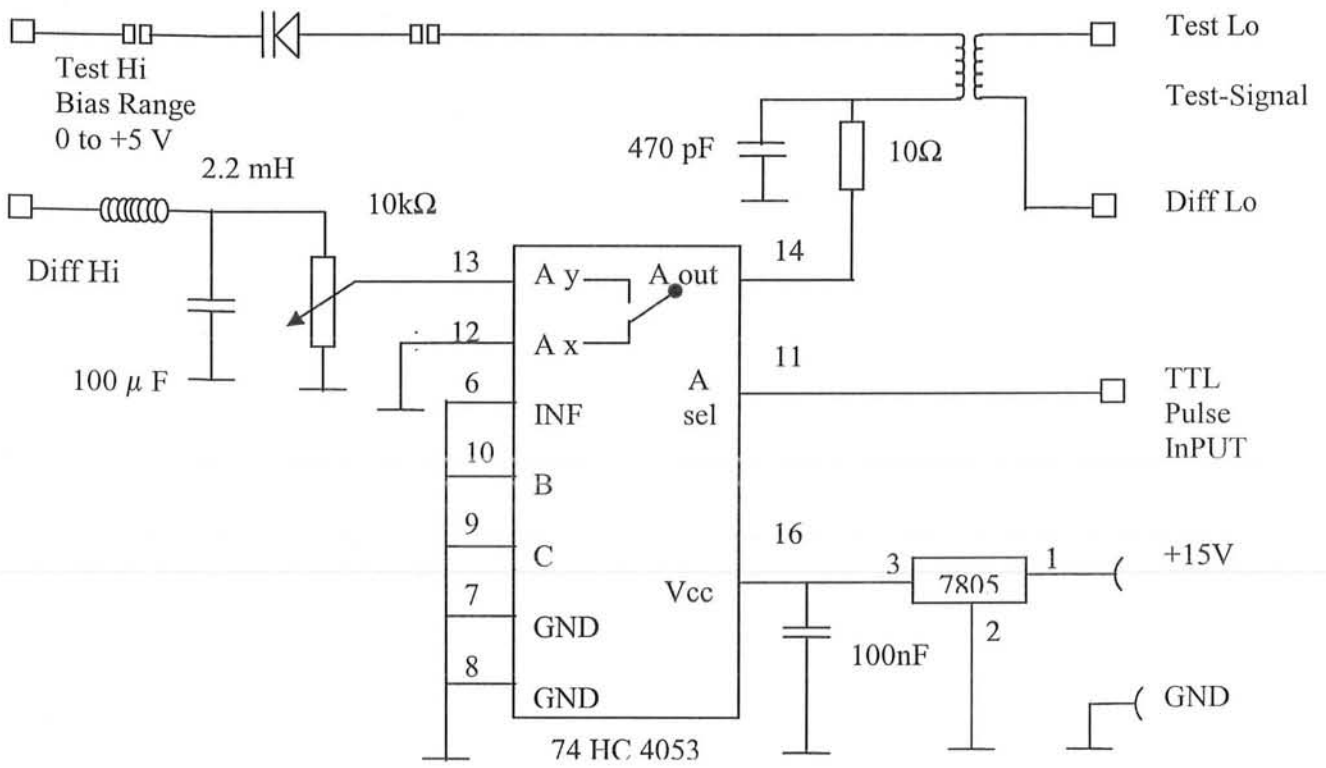 Test Lo
Test Hi
Bias Range
0 to +5 V
Test-Signal
470 pF
10Ω
2.2 mH
10kΩ
Diff Lo
Diff Hi
13
14
A y
A out
12
A x
100 μ F
11
6
A
sel
TTL
Pulse
InPUT
INF
10
B
9
16
C
+15V
3
7805
1
7
Vcc
2
GND
100nF
8
GND
GND
74 HC 4053